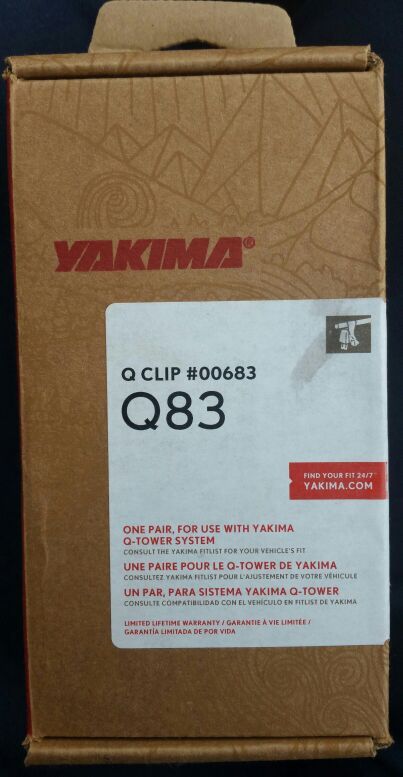 YAKIMA®
Q CLIP #00683
Q83
FIND YOUR FIT 24/7™
YAKIMA.COM
ONE PAIR, FOR USE WITH YAKIMA
Q-TOWER SYSTEM
CONSULT THE YAKIMA FITLIST FOR YOUR VEHICLE'S FIT
UNE PAIRE POUR LE Q-TOWER DE YAKIMA
CONSULTEZ YAKIMA FITLIST POUR L'AJUSTEMENT DE VOTRE VÉHICULE
UN PAR, PARA SISTEMA YAKIMA Q-TOWER
CONSULTE COMPATIBILIDAD CON EL VEHÍCULO EN FITLIST DE YAKIMA
LIMITED LIFETIME WARRANTY / GARANTIE À VIE LIMITÉE /
GARANTÍA LIMITADA DE POR VIDA